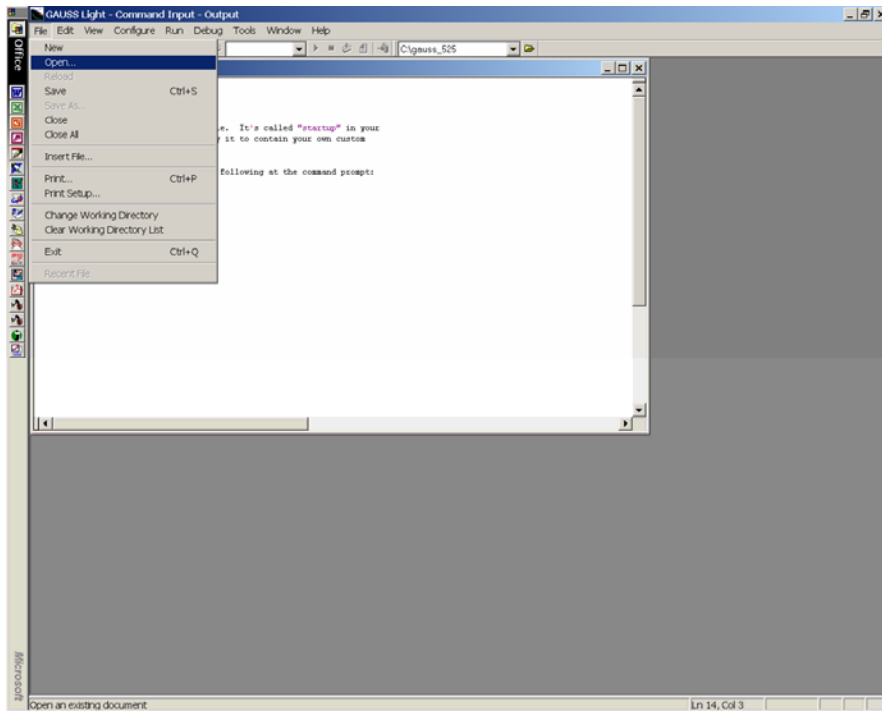 GAUSS Light - Command Input - Output
File Edit View Configure Run Debug Tools Window Help
C:\gauss_525
Office
New
Open...
Reload
Save Ctrl+S
Save As...
Close
Close All
Insert File...
Print... Ctrl+P
Print Setup...
Change Working Directory
Clear Working Directory List
Exit Ctrl+Q
Recent File
e. It's called "startup" in your
y it to contain your own custom
following at the command prompt:
Microsoft
Open an existing document
Ln 14, Col 3